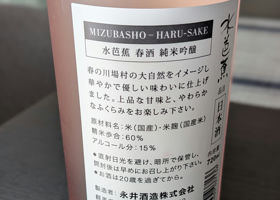 MIZUBASHO HARU-SAKE
水芭蕉 春酒 純米吟醸
春の川場村の大自然をイメージし
華やかで優しい味わいに仕上げ
ました。上品な甘味と、やわらか
なふくらみをお楽しみ下さい。
原材料名:米(国産)・米麹(国産米)
精米歩合:60%
アルコール分:15%
●直射日光を避け、暗所で保管し、
開封後は早めにお召し上がり下さい。
●お酒は20歳を過ぎてから。
製造者:永井酒造株式会社
水芭蕉
日本酒